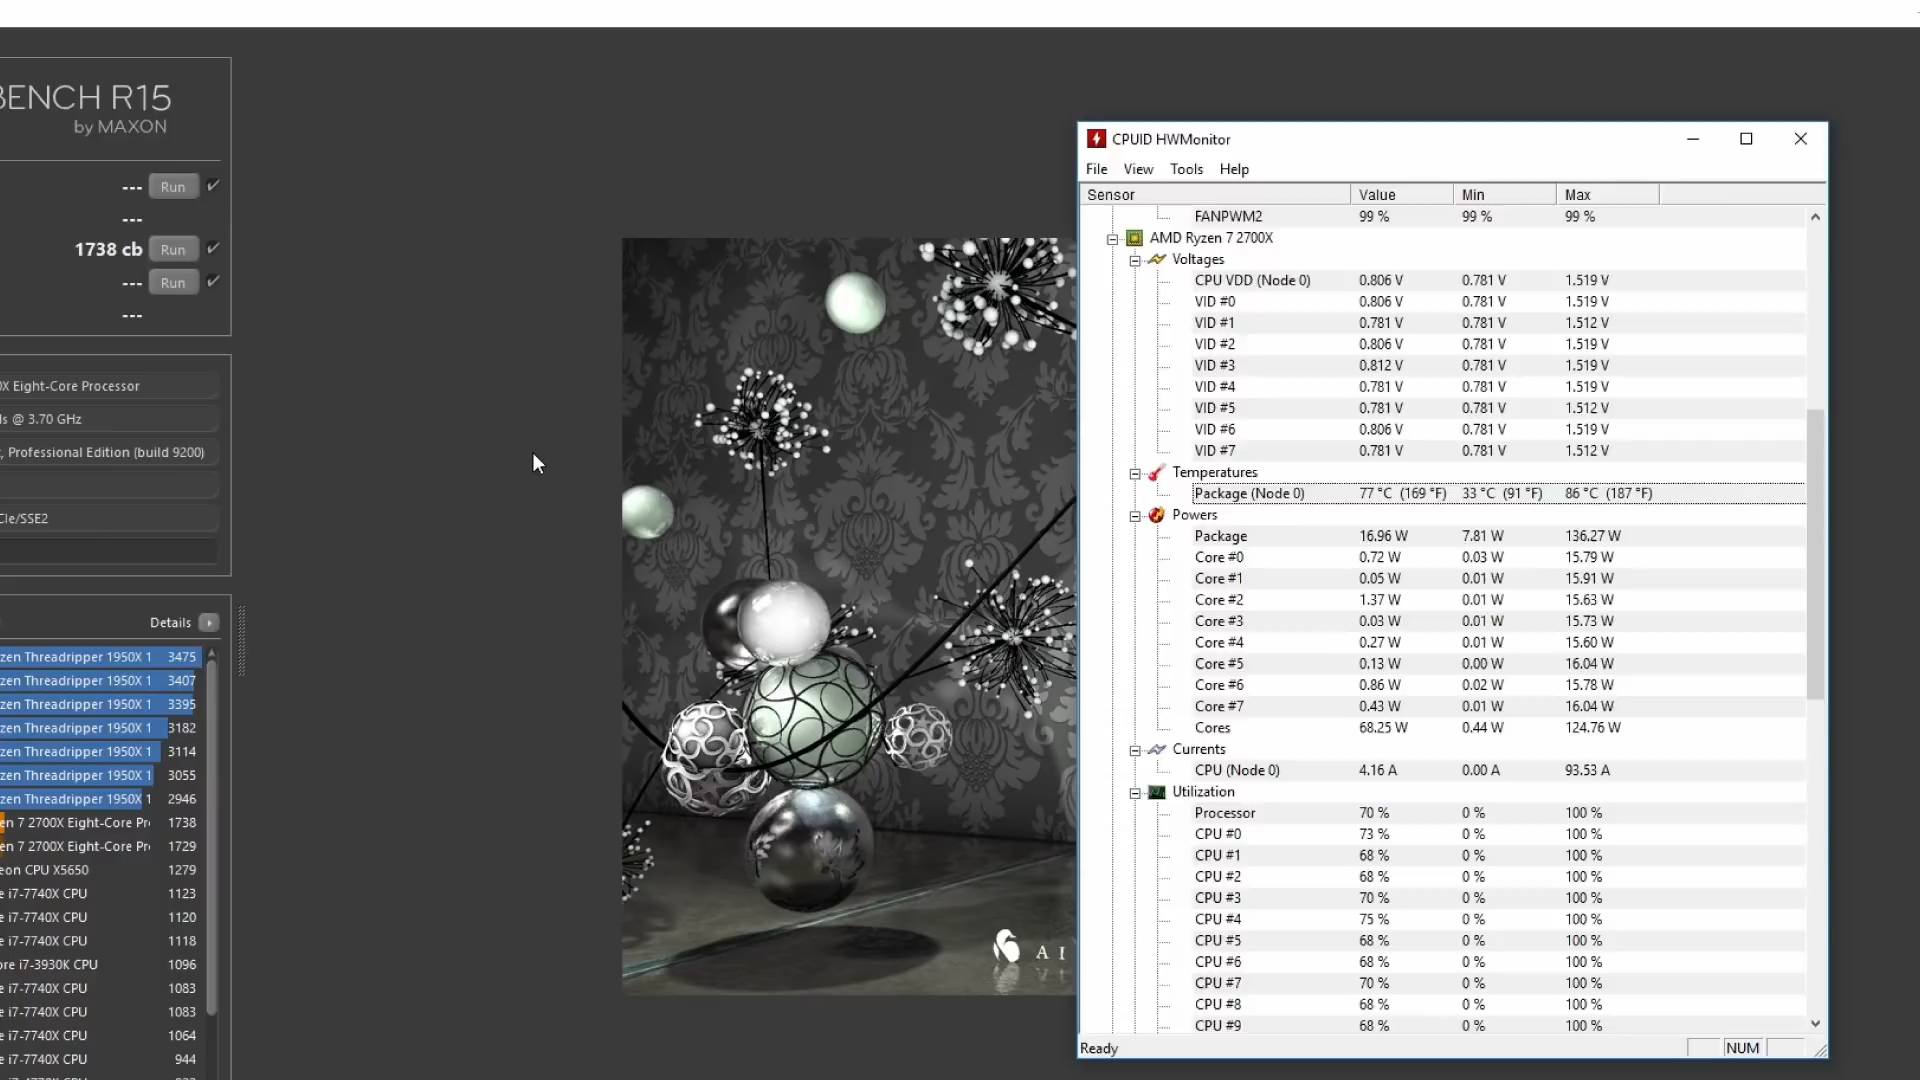 BENCH R15
by MAXON
--- Run
---
1738 cb Run
--- Run
---
0X Eight-Core Processor
ds @ 3.70 GHz
, Professional Edition (build 9200)
CIe/SSE2
Details
zen Threadripper 1950X 1 3475
zen Threadripper 1950X 1 3407
zen Threadripper 1950X 1 3395
zen Threadripper 1950X 1 3182
zen Threadripper 1950X 1 3114
zen Threadripper 1950X 1 3055
zen Threadripper 1950X 1 2946
en 7 2700X Eight-Core Pr 1738
en 7 2700X Eight-Core Pr 1729
eon CPU X5650 1279
e i7-7740X CPU 1123
e i7-7740X CPU 1120
e i7-7740X CPU 1118
ore i7-3930K CPU 1096
e i7-7740X CPU 1083
e i7-7740X CPU 1083
e i7-7740X CPU 1064
e i7-7740X CPU 944
A I
CPUID HWMonitor
File View Tools Help
Sensor Value Min Max
FANPWM2 99 % 99 % 99 %
AMD Ryzen 7 2700X
Voltages
CPU VDD (Node 0) 0.806 V 0.781 V 1.519 V
VID #0 0.806 V 0.781 V 1.519 V
VID #1 0.781 V 0.781 V 1.512 V
VID #2 0.806 V 0.781 V 1.519 V
VID #3 0.812 V 0.781 V 1.519 V
VID #4 0.781 V 0.781 V 1.519 V
VID #5 0.781 V 0.781 V 1.512 V
VID #6 0.806 V 0.781 V 1.519 V
VID #7 0.781 V 0.781 V 1.512 V
Temperatures
Package (Node 0) 77 °C (169 °F) 33 °C (91 °F) 86 °C (187 °F)
Powers
Package 16.96 W 7.81 W 136.27 W
Core #0 0.72 W 0.03 W 15.79 W
Core #1 0.05 W 0.01 W 15.91 W
Core #2 1.37 W 0.01 W 15.63 W
Core #3 0.03 W 0.01 W 15.73 W
Core #4 0.27 W 0.01 W 15.60 W
Core #5 0.13 W 0.00 W 16.04 W
Core #6 0.86 W 0.02 W 15.78 W
Core #7 0.43 W 0.01 W 16.04 W
Cores 68.25 W 0.44 W 124.76 W
Currents
CPU (Node 0) 4.16 A 0.00 A 93.53 A
Utilization
Processor 70 % 0 % 100 %
CPU #0 73 % 0 % 100 %
CPU #1 68 % 0 % 100 %
CPU #2 68 % 0 % 100 %
CPU #3 70 % 0 % 100 %
CPU #4 75 % 0 % 100 %
CPU #5 68 % 0 % 100 %
CPU #6 68 % 0 % 100 %
CPU #7 70 % 0 % 100 %
CPU #8 68 % 0 % 100 %
CPU #9 68 % 0 % 100 %
Ready NUM